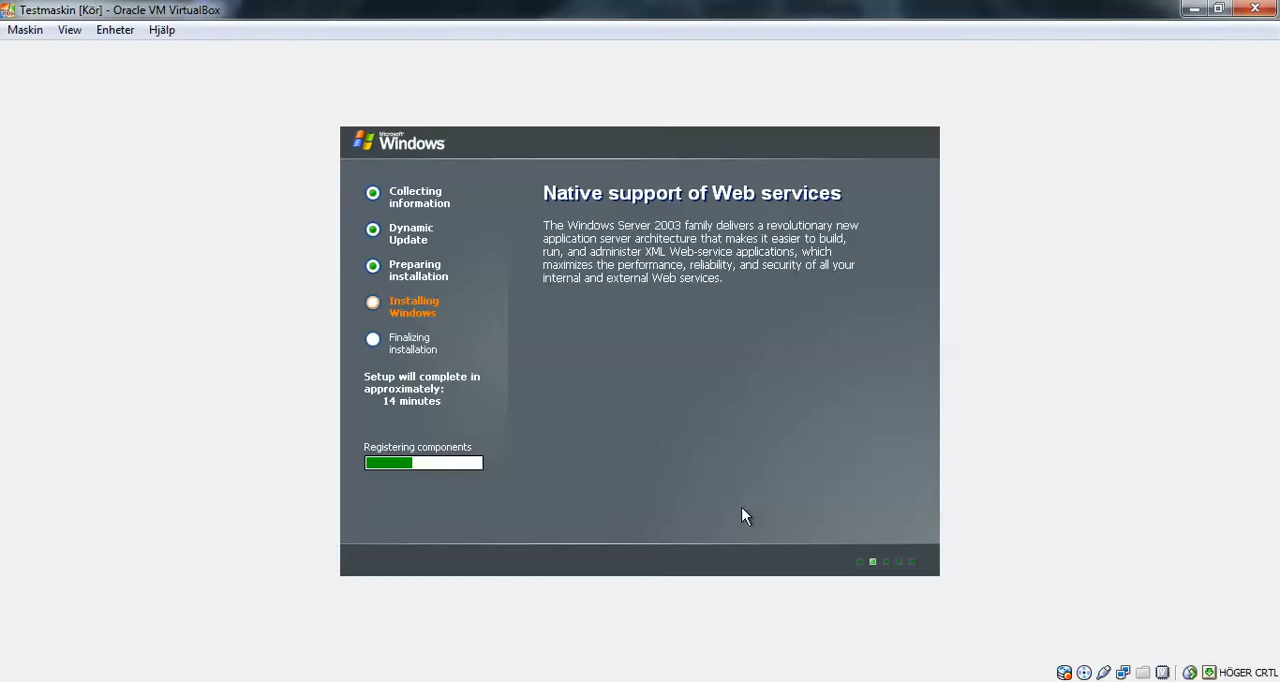 Testmaskin [Kör] - Oracle VM VirtualBox
Maskin View Enheter Hjälp
Microsoft
Windows
Collecting
information
Dynamic
Update
Preparing
installation
Installing
Windows
Finalizing
installation
Setup will complete in
approximately:
14 minutes
Registering components
Native support of Web services
The Windows Server 2003 family delivers a revolutionary new
application server architecture that makes it easier to build,
run, and administer XML Web-service applications, which
maximizes the performance, reliability, and security of all your
internal and external Web services.
HÖGER CRTL